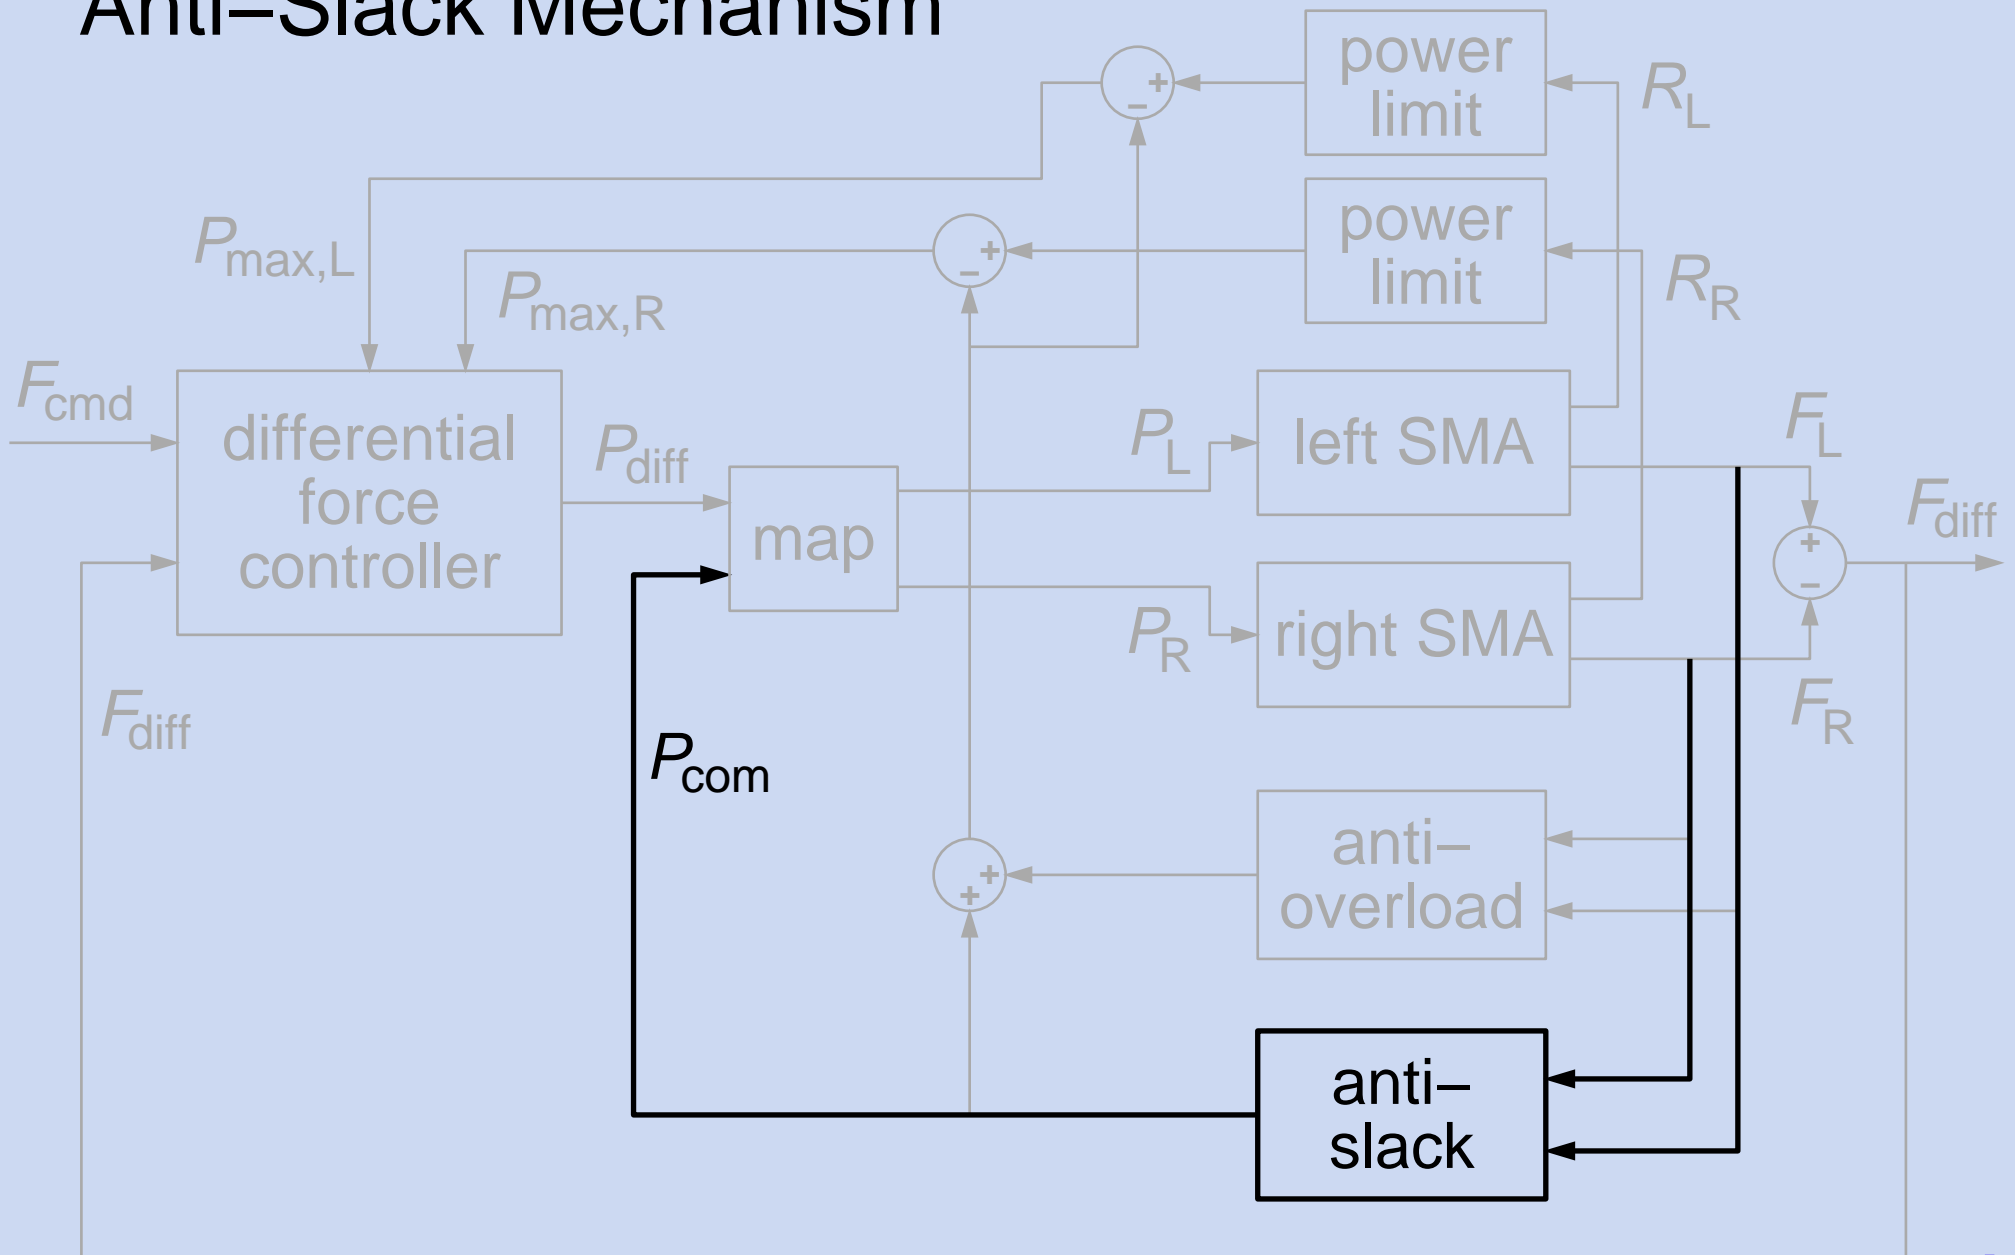 Anti–Slack Mechanism
power
limit
R_L
power
limit
R_R
P_max,L
P_max,R
F_cmd
differential
force
controller
P_diff
map
P_L
left SMA
F_L
F_diff
P_R
right SMA
F_R
F_diff
P_com
anti–
overload
anti–
slack
+
−
+
−
+
−
+
+